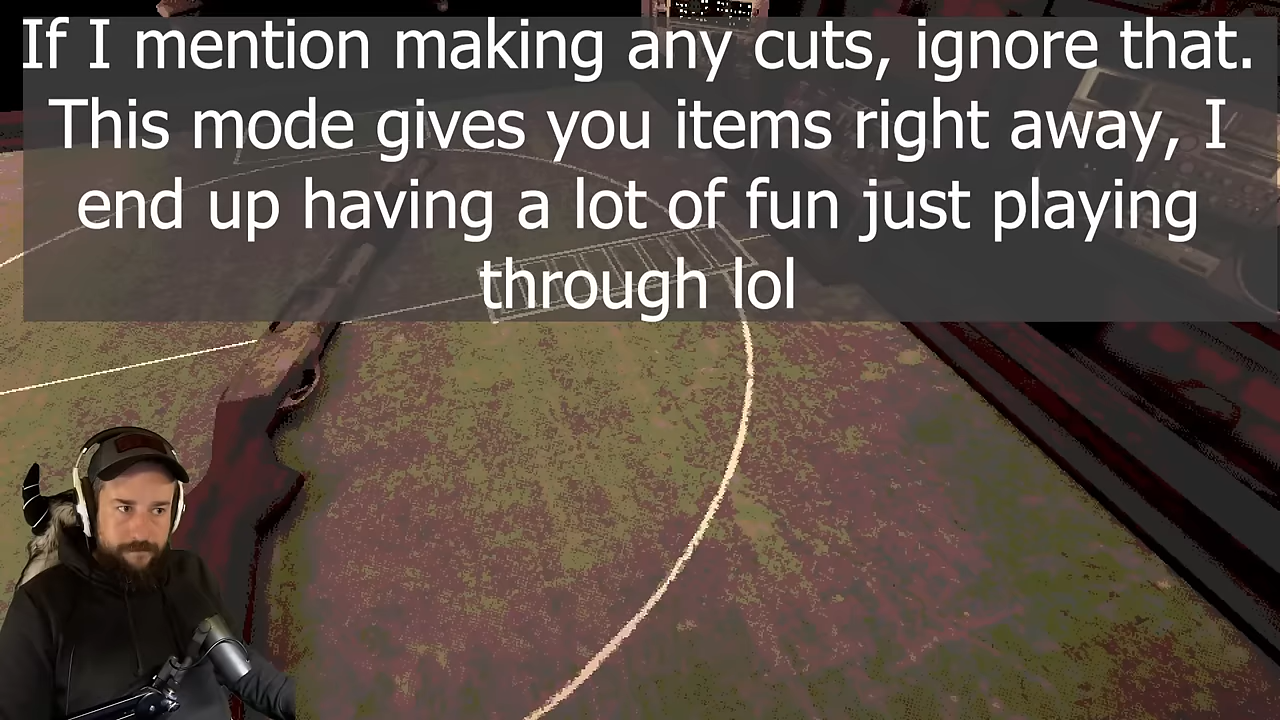 If I mention making any cuts, ignore that.
This mode gives you items right away, I
end up having a lot of fun just playing
through lol